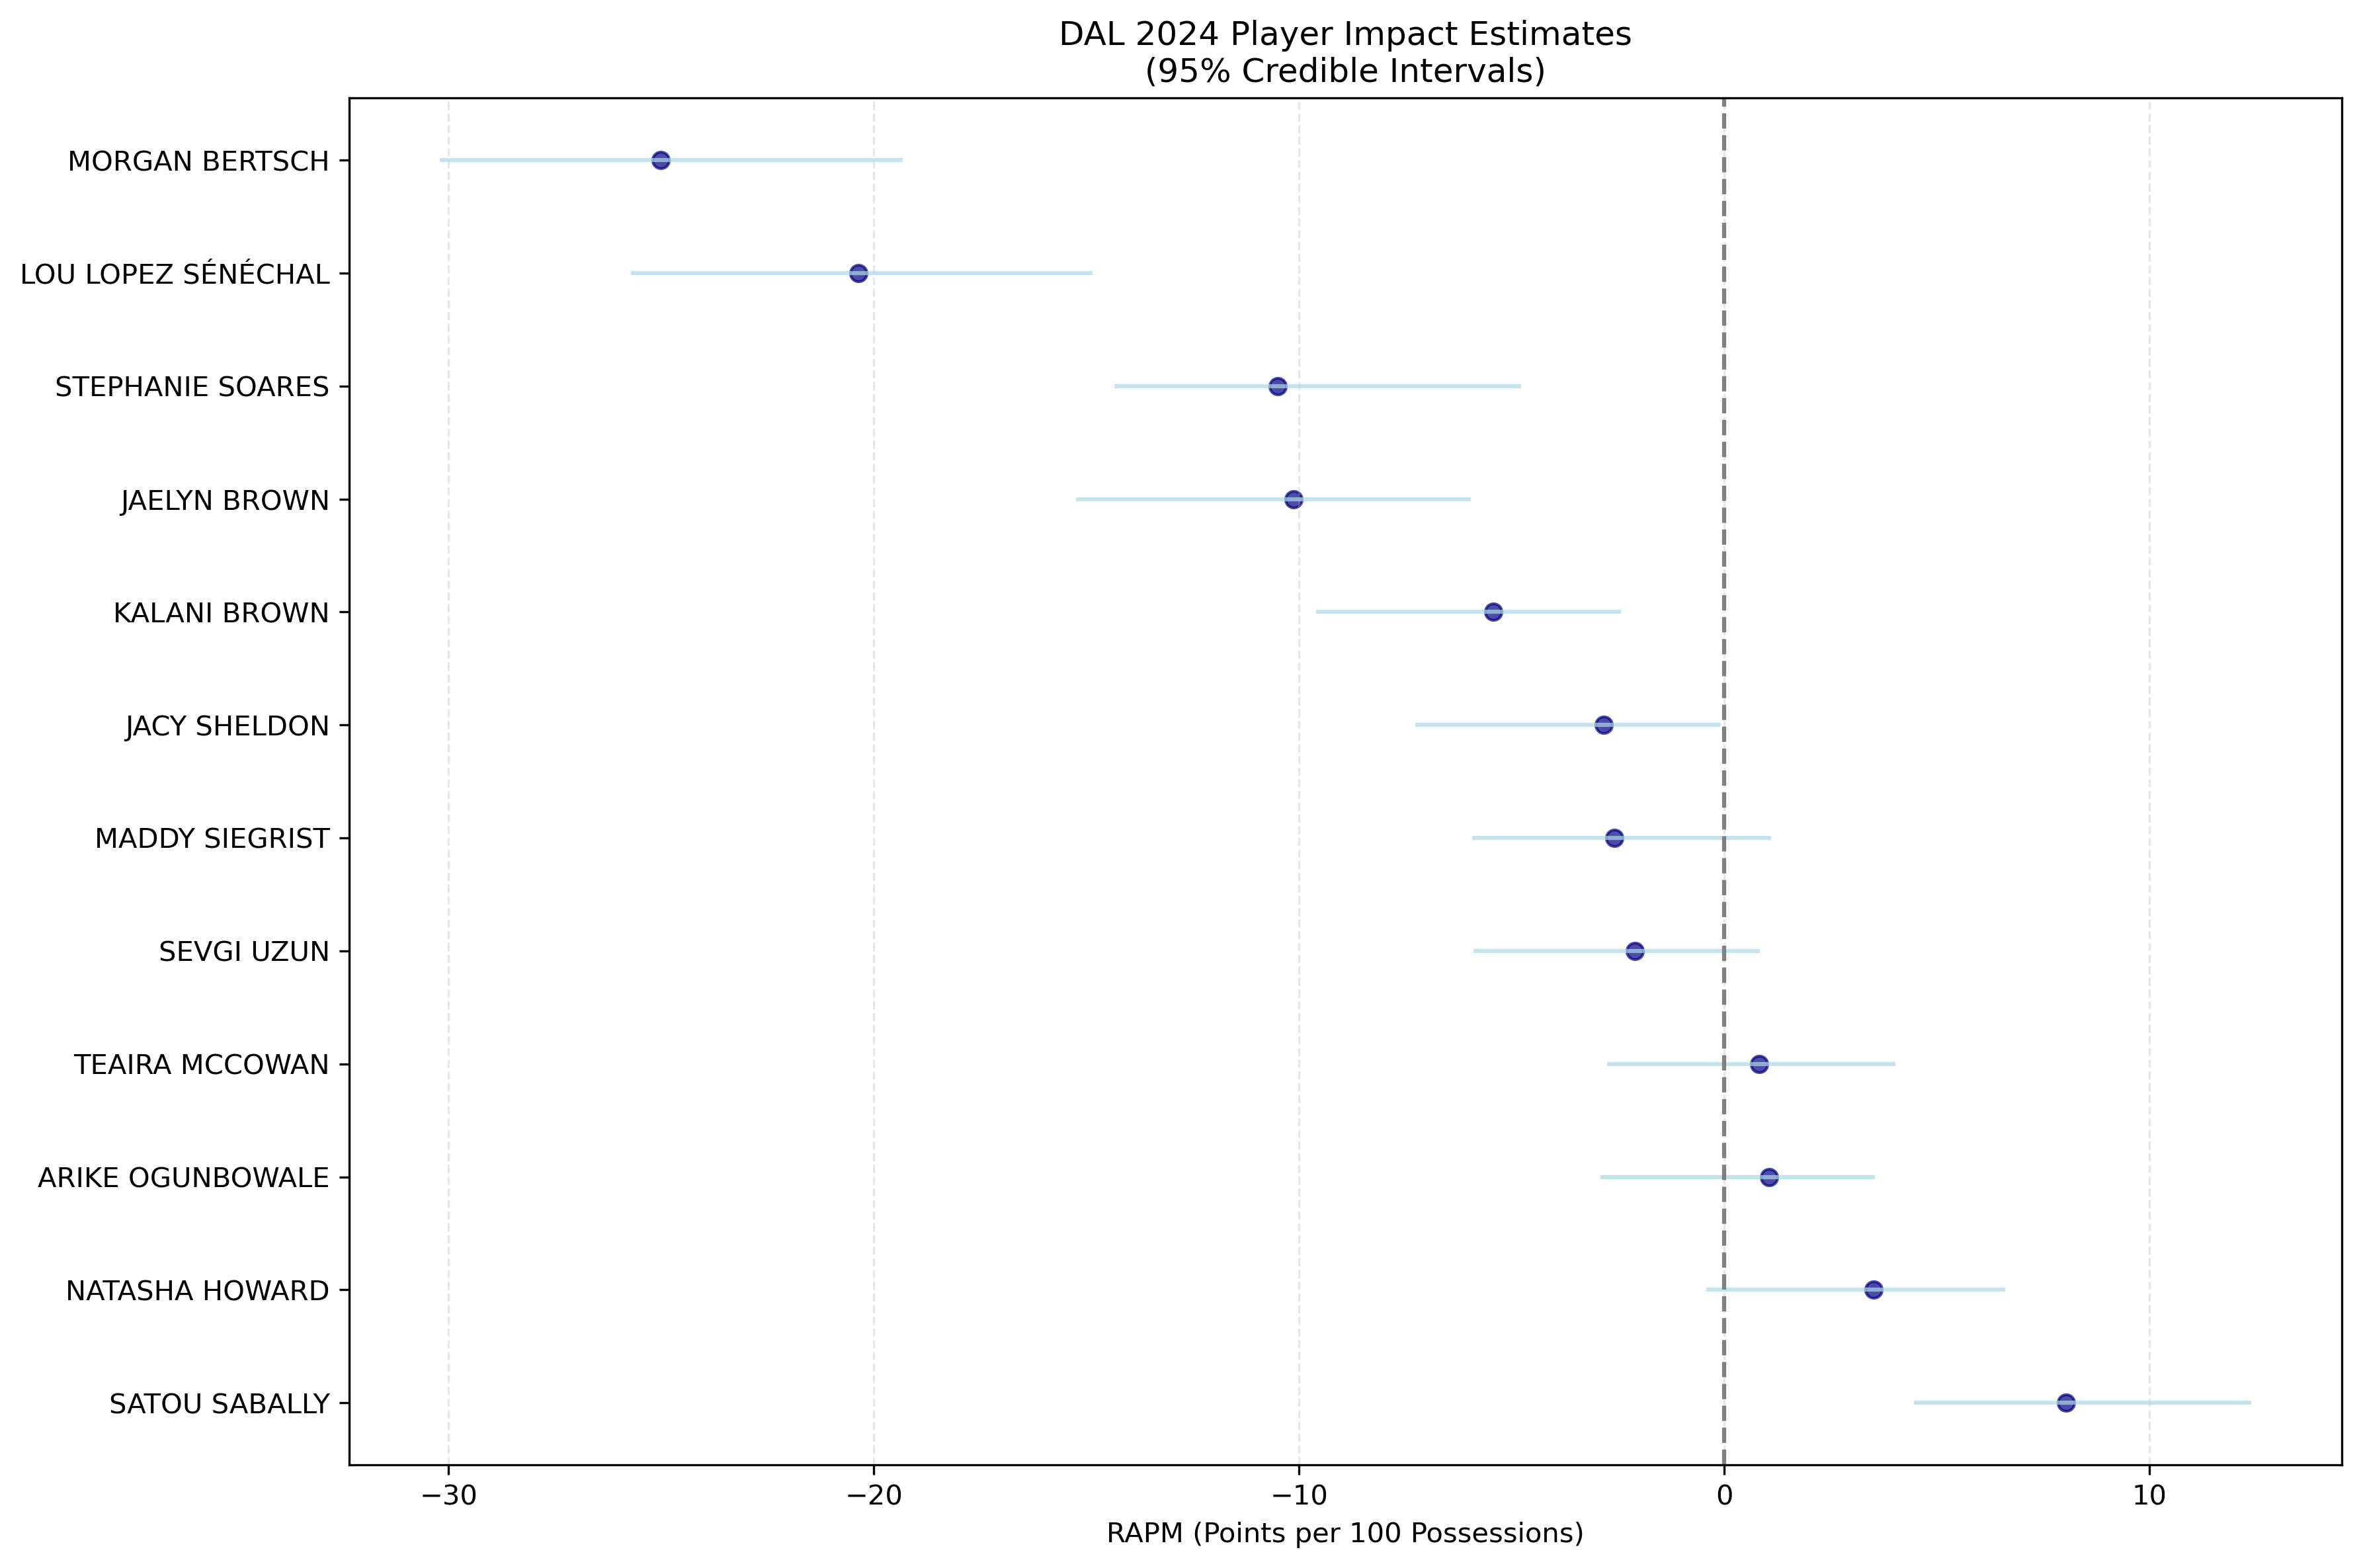 DAL 2024 Player Impact Estimates
(95% Credible Intervals)
MORGAN BERTSCH
LOU LOPEZ SÉNÉCHAL
STEPHANIE SOARES
JAELYN BROWN
KALANI BROWN
JACY SHELDON
MADDY SIEGRIST
SEVGI UZUN
TEAIRA MCCOWAN
ARIKE OGUNBOWALE
NATASHA HOWARD
SATOU SABALLY
−30 −20 −10 0 10
RAPM (Points per 100 Possessions)